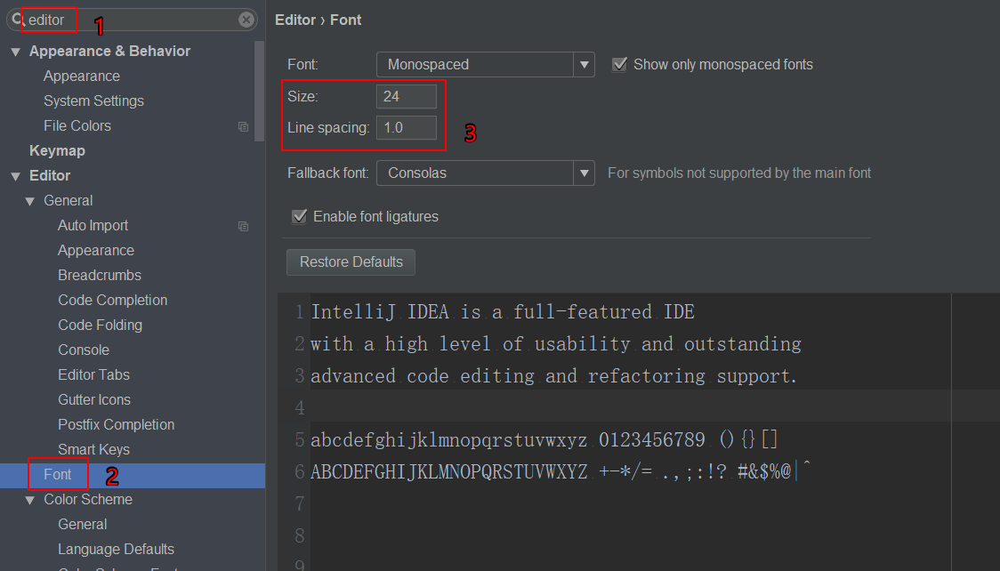 editor
1
Appearance & Behavior
Appearance
System Settings
File Colors
Keymap
Editor
General
Auto Import
Appearance
Breadcrumbs
Code Completion
Code Folding
Console
Editor Tabs
Gutter Icons
Postfix Completion
Smart Keys
Font
2
Color Scheme
General
Language Defaults
Editor › Font
Font: Monospaced Show only monospaced fonts
Size: 24
Line spacing: 1.0
3
Fallback font: Consolas For symbols not supported by the main font
Enable font ligatures
Restore Defaults
1 IntelliJ IDEA is a full-featured IDE
2 with a high level of usability and outstanding
3 advanced code editing and refactoring support.
4
5 abcdefghijklmnopqrstuvwxyz 0123456789 (){}[]
6 ABCDEFGHIJKLMNOPQRSTUVWXYZ +-*/= .,;:!? #&$%@|^
7
8
9